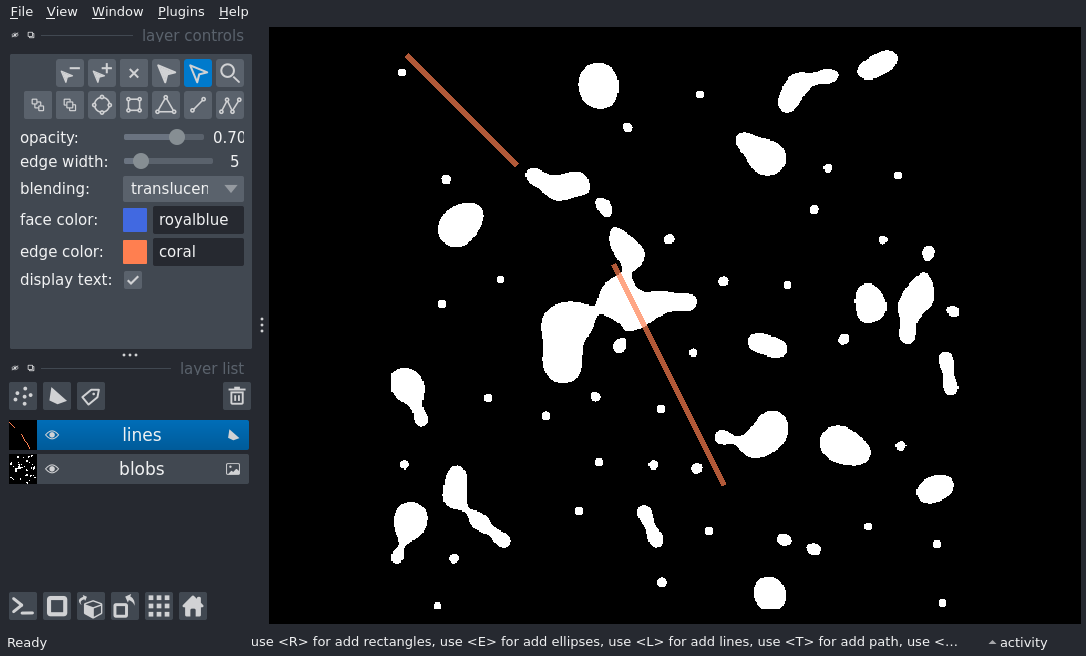 File View Window Plugins Help
layer controls
opacity: 0.70
edge width: 5
blending: translucen
face color: royalblue
edge color: coral
display text:
layer list
lines
blobs
Ready use <R> for add rectangles, use <E> for add ellipses, use <L> for add lines, use <T> for add path, use <... activity